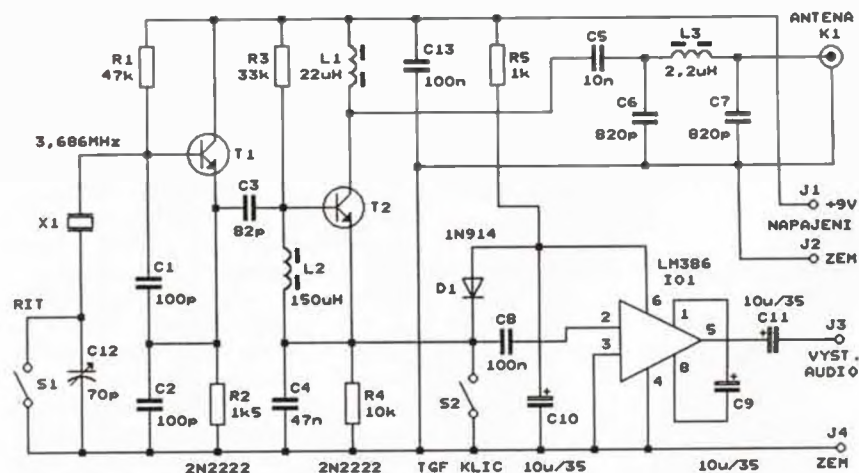 ANTENA
K1
R1
47k
R3
33k
L1
22uH
C13
100n
R5
1k
C5
10n
L3
2,2uH
C6
820p
C7
820p
3,686MHz
T1
C3
82p
T2
J1
+9V
NAPAJENI
J2
ZEM
X1
1N914
LM386
IO1
L2
150uH
D1
C1
100p
C8
100n
2
3
6
1
5
8
4
10u/35
C11
J3
VYST.
AUDIO
RIT
S1
C12
70p
C2
100p
R2
1k5
C4
47n
R4
10k
S2
+
C10
+
C9
J4
ZEM
2N2222
2N2222
TGF KLIC
10u/35
10u/35